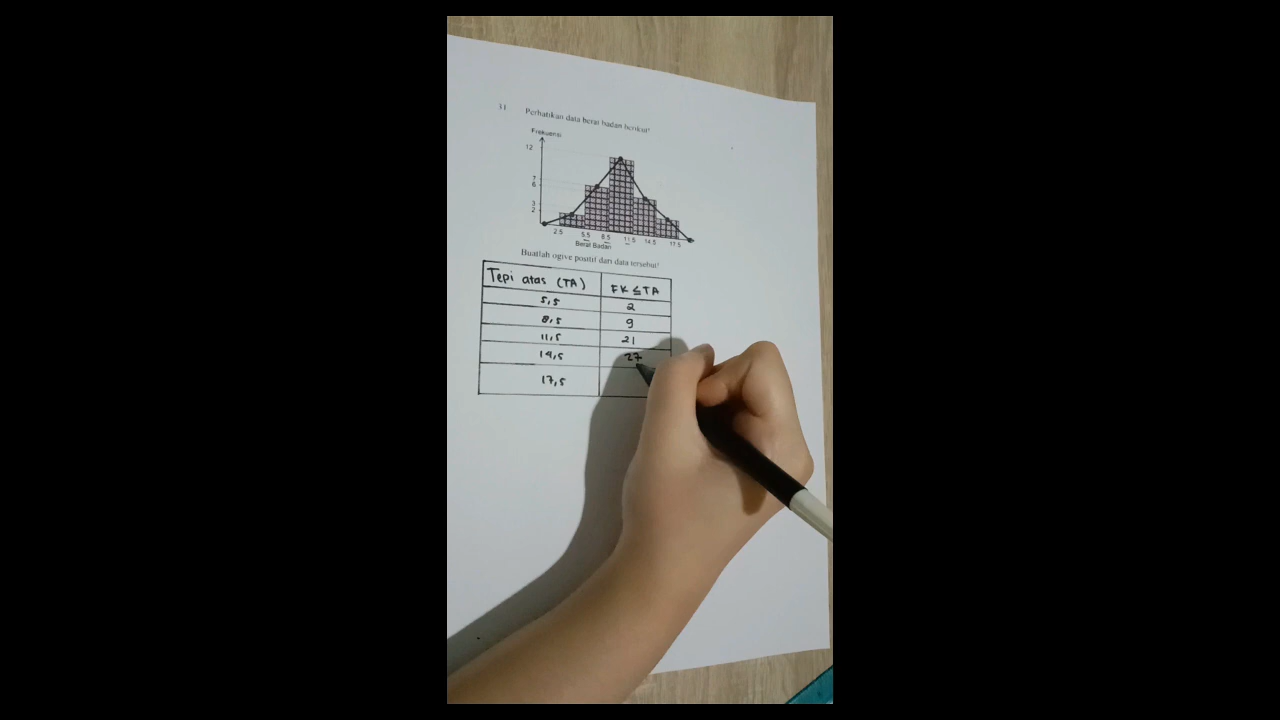 11 Perhatikan data berat badan berikut!
Frekuensi
12
7
6
3
2
2.5 5.5 8.5 11.5 14.5 17.5
Berat Badan
Buatlah ogive positif dari data tersebut!
Tepi atas (TA) FK ≤ TA
5,5 2
8,5 9
11,5 21
14,5 27
17,5